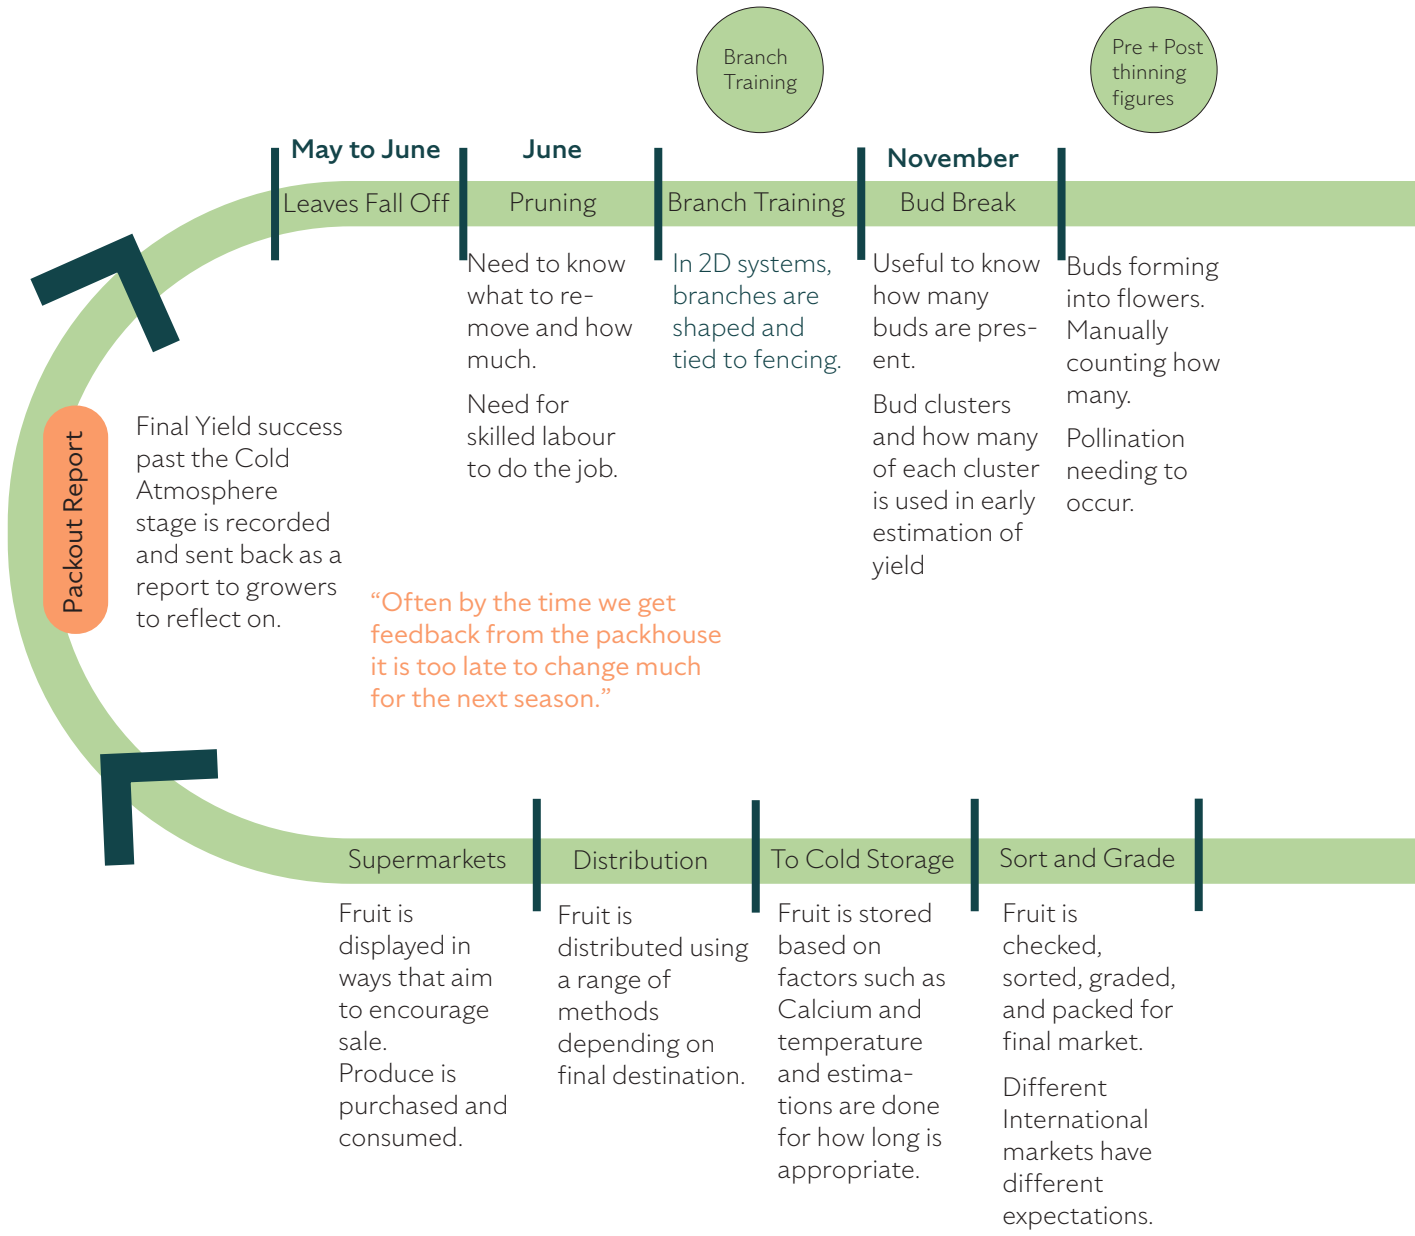 Branch
Training
Pre + Post
thinning
figures
May to June
June
November
Leaves Fall Off
Pruning
Branch Training
Bud Break
Need to know
what to re-
move and how
much.
Need for
skilled labour
to do the job.
In 2D systems,
branches are
shaped and
tied to fencing.
Useful to know
how many
buds are pres-
ent.
Bud clusters
and how many
of each cluster
is used in early
estimation of
yield
Buds forming
into flowers.
Manually
counting how
many.
Pollination
needing to
occur.
Packout Report
Final Yield success
past the Cold
Atmosphere
stage is recorded
and sent back as a
report to growers
to reflect on.
“Often by the time we get
feedback from the packhouse
it is too late to change much
for the next season.”
Supermarkets
Distribution
To Cold Storage
Sort and Grade
Fruit is
displayed in
ways that aim
to encourage
sale.
Produce is
purchased and
consumed.
Fruit is
distributed using
a range of
methods
depending on
final destination.
Fruit is stored
based on
factors such as
Calcium and
temperature
and estima-
tions are done
for how long is
appropriate.
Fruit is
checked,
sorted, graded,
and packed for
final market.
Different
International
markets have
different
expectations.